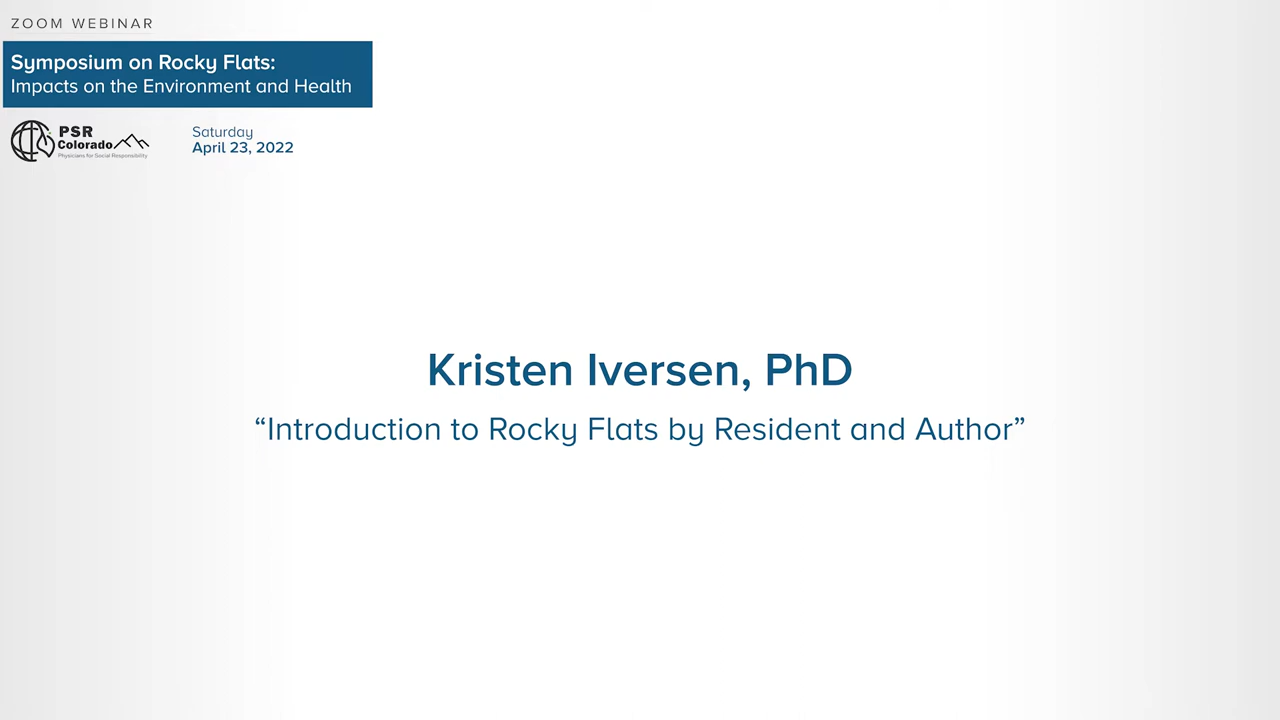 ZOOM WEBINAR
Symposium on Rocky Flats:
Impacts on the Environment and Health
PSR
Colorado
Physicians for Social Responsibility
Saturday
April 23, 2022
Kristen Iversen, PhD
“Introduction to Rocky Flats by Resident and Author”